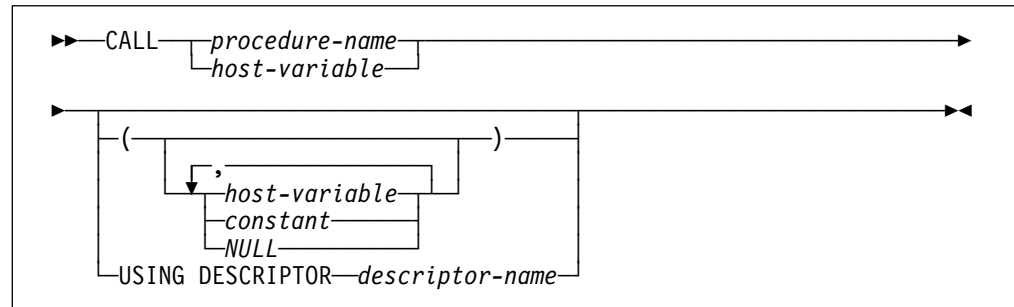 CALL procedure-name
host-variable
( )
,
host-variable
constant
NULL
USING DESCRIPTOR descriptor-name